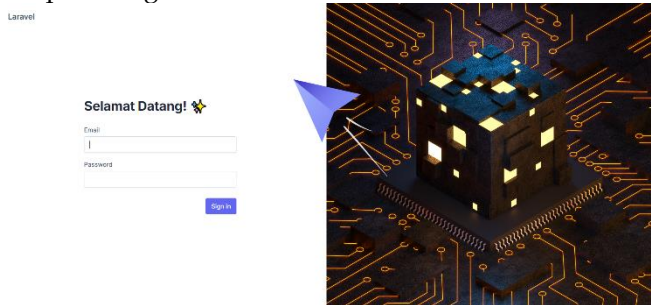 Laravel
Selamat Datang! ✨
Email
Password
Sign in